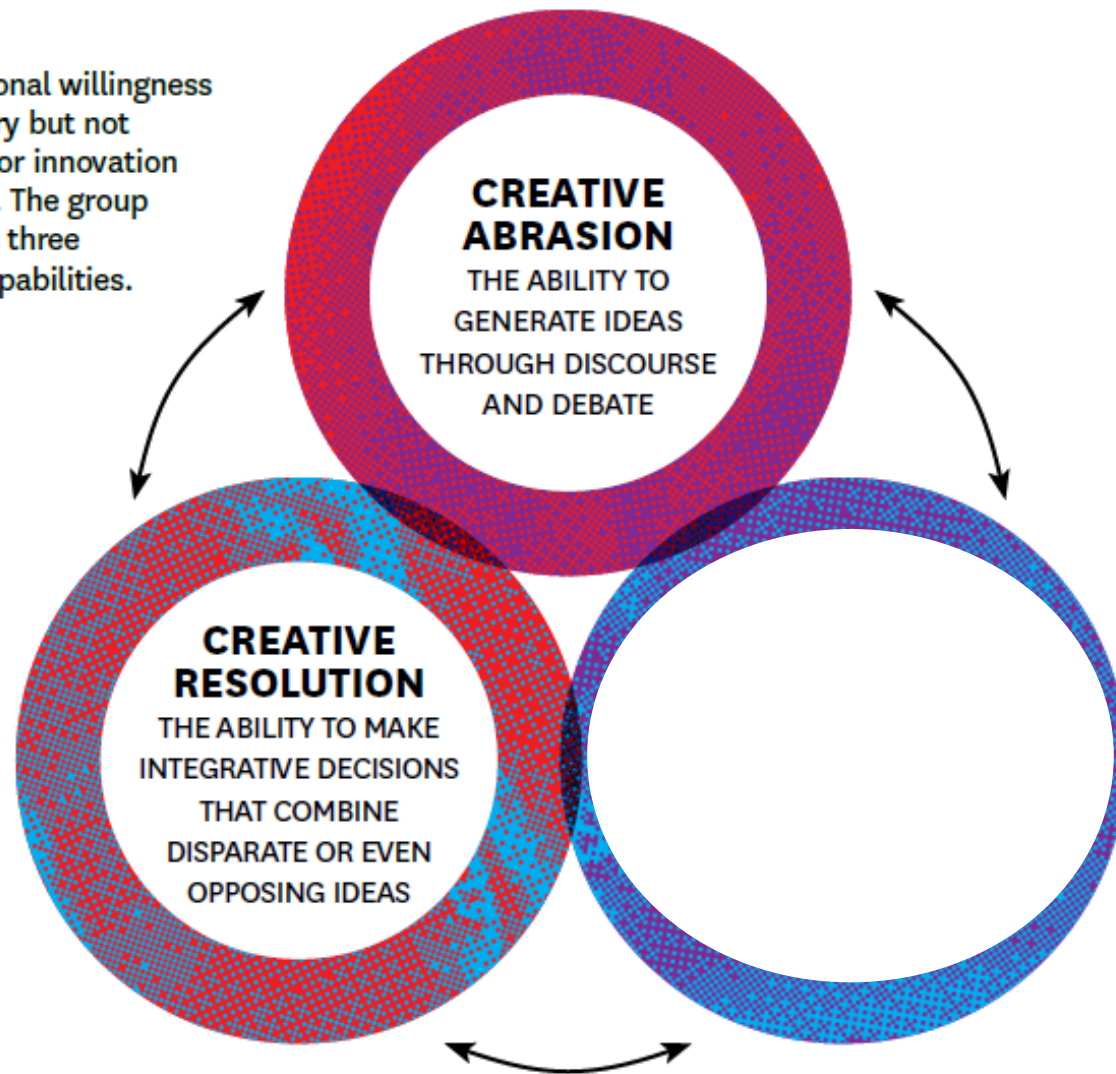 onal willingness
ry but not
or innovation
. The group
three
pabilities.
CREATIVE
ABRASION
THE ABILITY TO
GENERATE IDEAS
THROUGH DISCOURSE
AND DEBATE
CREATIVE
RESOLUTION
THE ABILITY TO MAKE
INTEGRATIVE DECISIONS
THAT COMBINE
DISPARATE OR EVEN
OPPOSING IDEAS